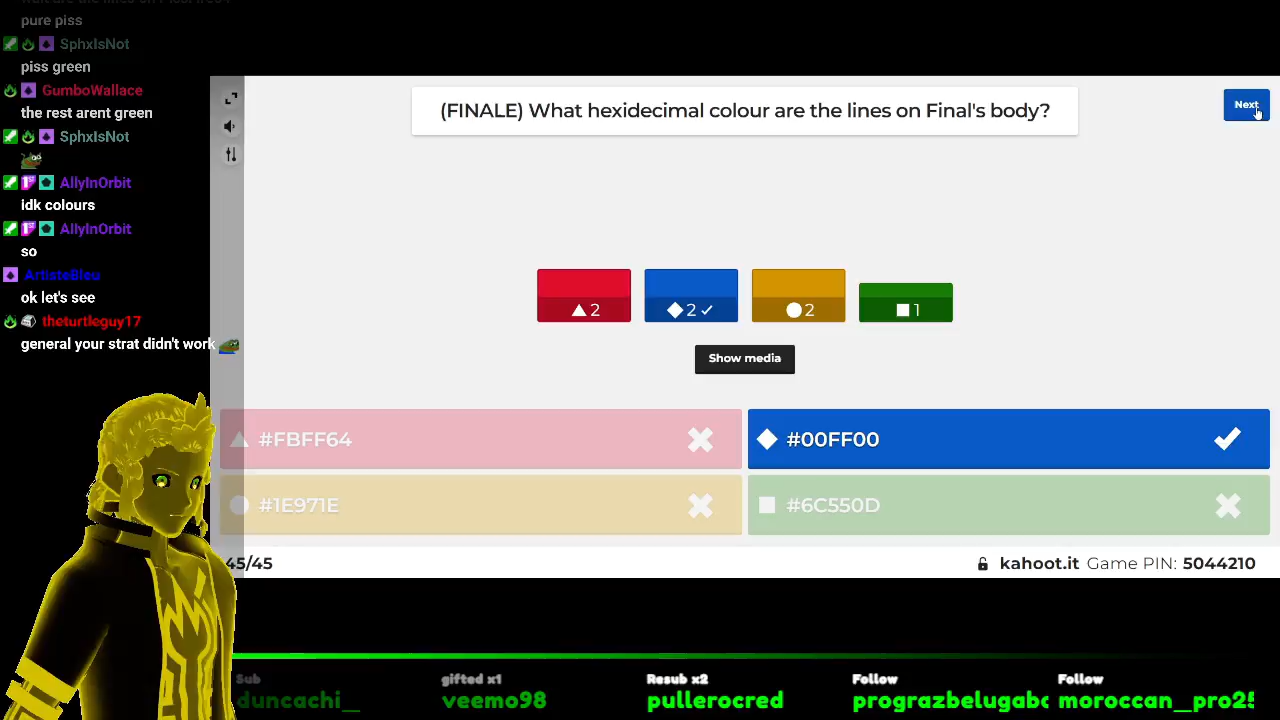 pure piss
SphxIsNot
piss green
GumboWallace
the rest arent green
SphxIsNot
AllyInOrbit
idk colours
AllyInOrbit
so
ArtisteBleu
ok let's see
theturtleguy17
general your strat didn't work
(FINALE) What hexidecimal colour are the lines on Final's body?
Next
2
2
2
1
Show media
#FBFF64
#00FF00
#1E971E
#6C550D
45/45
kahoot.it Game PIN: 5044210
Sub
duncachi__
gifted x1
veemo98
Resub x2
pullerocred
Follow
prograzbelugabc
Follow
moroccan__pro25